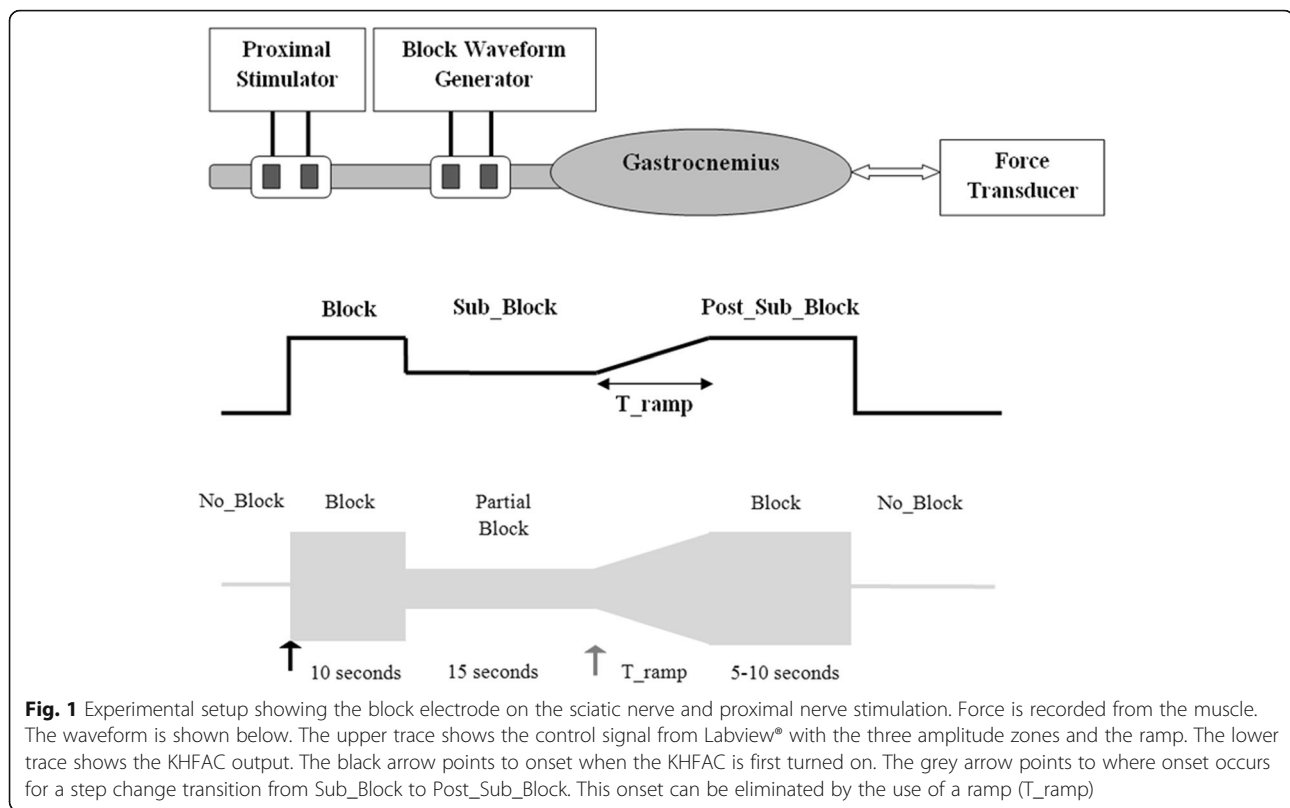 Proximal
Stimulator
Block Waveform
Generator
Gastrocnemius
Force
Transducer
Block
Sub_Block
Post_Sub_Block
T_ramp
No_Block
Block
Partial
Block
Block
No_Block
10 seconds
15 seconds
T_ramp
5-10 seconds
Fig. 1 Experimental setup showing the block electrode on the sciatic nerve and proximal nerve stimulation. Force is recorded from the muscle.
The waveform is shown below. The upper trace shows the control signal from Labview® with the three amplitude zones and the ramp. The lower
trace shows the KHFAC output. The black arrow points to onset when the KHFAC is first turned on. The grey arrow points to where onset occurs
for a step change transition from Sub_Block to Post_Sub_Block. This onset can be eliminated by the use of a ramp (T_ramp)